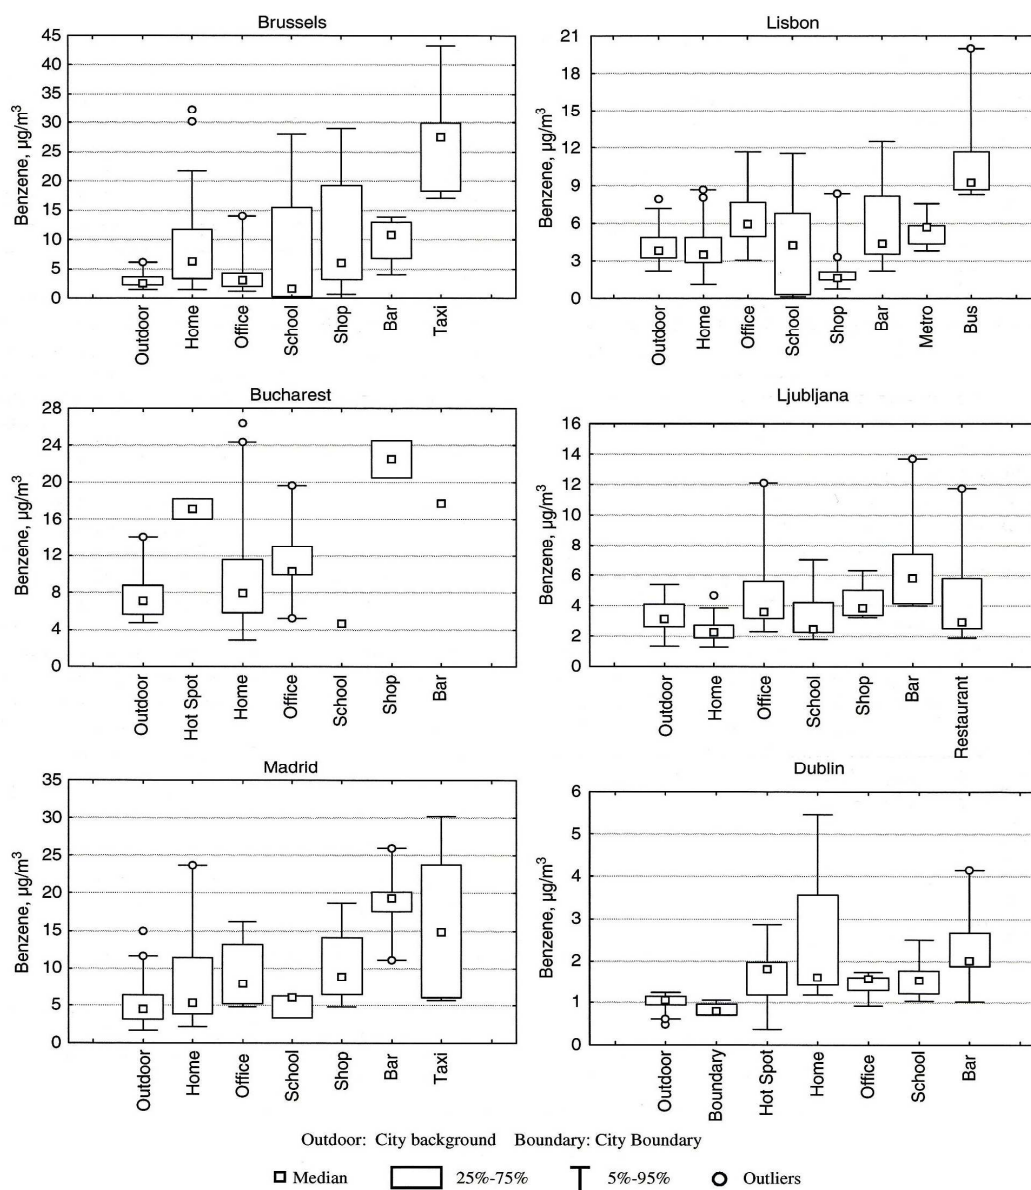 Brussels
Benzene, µg/m³
45
40
35
30
25
20
15
10
5
0
Outdoor
Home
Office
School
Shop
Bar
Taxi
Lisbon
Benzene, µg/m³
21
18
15
12
9
6
3
0
Outdoor
Home
Office
School
Shop
Bar
Metro
Bus
Bucharest
Benzene, µg/m³
28
24
20
16
12
8
4
0
Outdoor
Hot Spot
Home
Office
School
Shop
Bar
Ljubljana
Benzene, µg/m³
16
14
12
10
8
6
4
2
0
Outdoor
Home
Office
School
Shop
Bar
Restaurant
Madrid
Benzene, µg/m³
35
30
25
20
15
10
5
0
Outdoor
Home
Office
School
Shop
Bar
Taxi
Dublin
Benzene, µg/m³
6
5
4
3
2
1
0
Outdoor
Boundary
Hot Spot
Home
Office
School
Bar
Outdoor: City background Boundary: City Boundary
Median 25%-75% 5%-95% Outliers